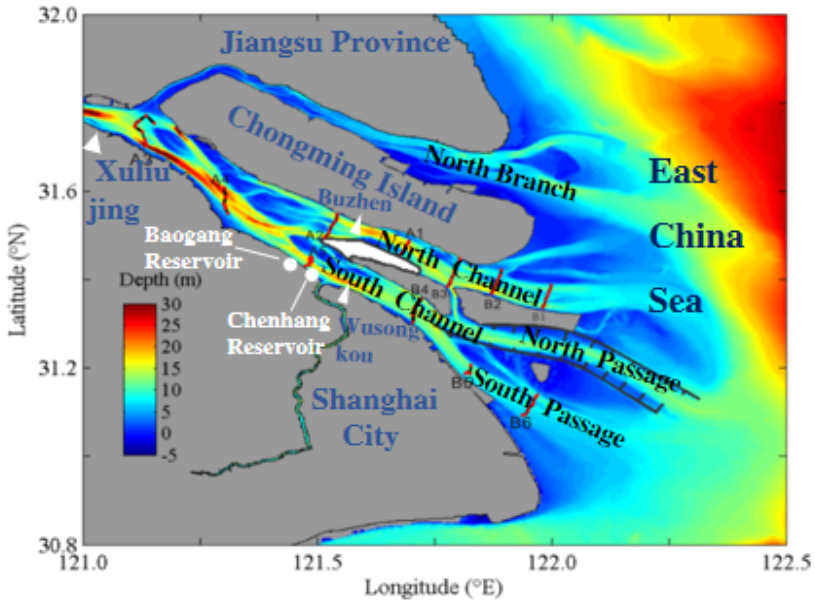 32.0
31.6
31.2
30.8
Latitude (°N)
121.0
121.5
122.0
122.5
Longitude (°E)
Jiangsu Province
Chongming Island
North Branch
East
China
Sea
Xuliu
jing
A3
Buzhen
A1
A2
Baogang
Reservoir
Chenhang
Reservoir
North Channel
South Channel
B4
B3
B2
B1
Wusong
kou
North Passage
South Passage
B5
B6
Shanghai
City
Depth (m)
30
25
20
15
10
5
0
-5